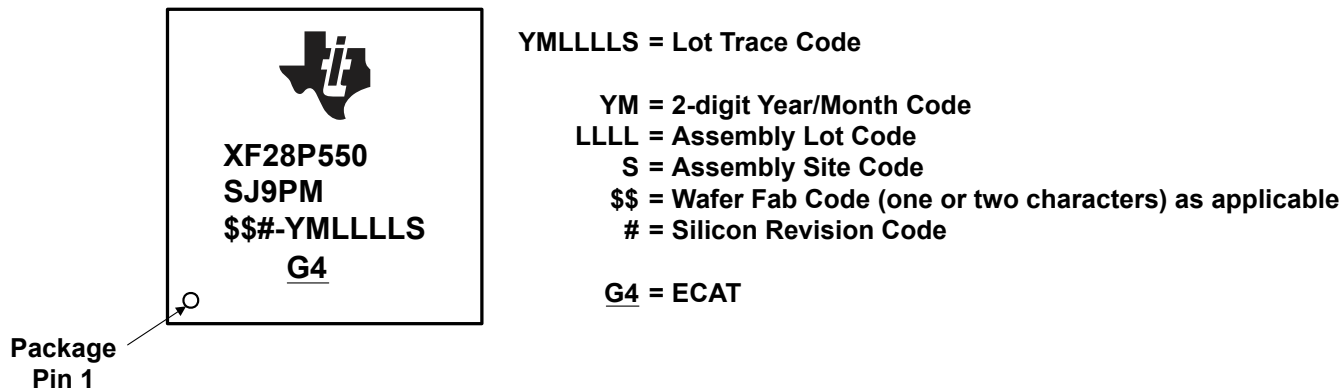 XF28P550
SJ9PM
$$#-YMLLLLS
G4
Package
Pin 1
YMLLLLS = Lot Trace Code
YM = 2-digit Year/Month Code
LLLL = Assembly Lot Code
S = Assembly Site Code
$$ = Wafer Fab Code (one or two characters) as applicable
# = Silicon Revision Code
G4 = ECAT